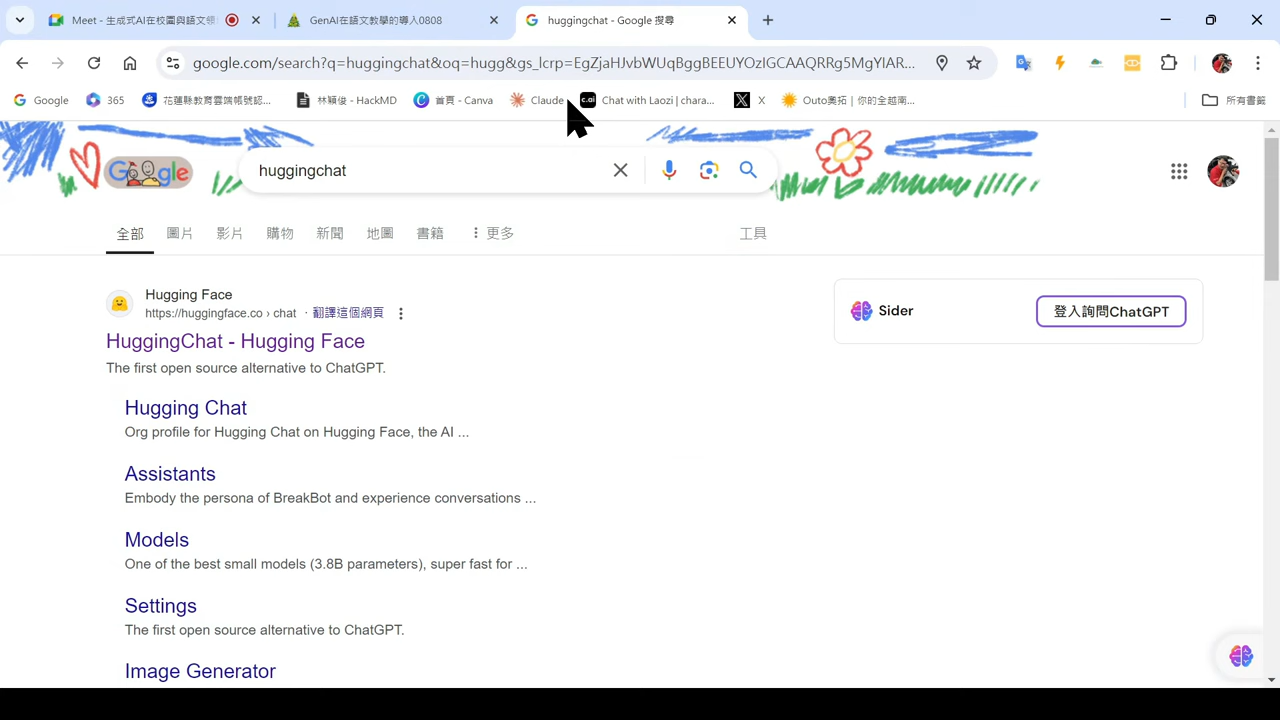 Meet - 生成式AI在校園與語文領
GenAI在語文教學的導入0808
huggingchat - Google 搜尋
google.com/search?q=huggingchat&oq=hugg&gs_lcrp=EgZjaHJvbWUqBggBEEUYOzIGCAAQRRg5MgYIAR...
Google
365
花蓮縣教育雲端帳號認...
林穎俊 - HackMD
首頁 - Canva
Claude
c.ai
Chat with Laozi | chara...
X
Outo奧拓｜你的全越南...
所有書籤
Google
huggingchat
全部
圖片
影片
購物
新聞
地圖
書籍
更多
工具
Hugging Face
https://huggingface.co › chat · 翻譯這個網頁
HuggingChat - Hugging Face
The first open source alternative to ChatGPT.
Sider
登入詢問ChatGPT
Hugging Chat
Org profile for Hugging Chat on Hugging Face, the AI ...
Assistants
Embody the persona of BreakBot and experience conversations ...
Models
One of the best small models (3.8B parameters), super fast for ...
Settings
The first open source alternative to ChatGPT.
Image Generator